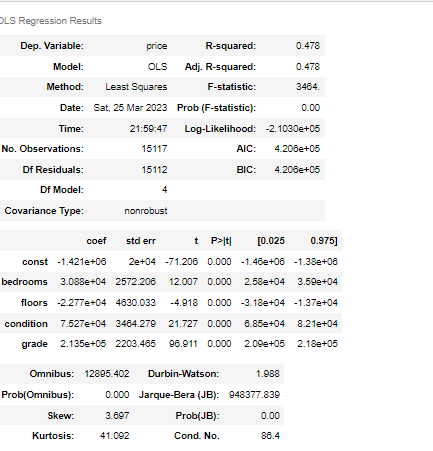 OLS Regression Results
Dep. Variable: price R-squared: 0.478
Model: OLS Adj. R-squared: 0.478
Method: Least Squares F-statistic: 3464.
Date: Sat, 25 Mar 2023 Prob (F-statistic): 0.00
Time: 21:59:47 Log-Likelihood: -2.1030e+05
No. Observations: 15117 AIC: 4.206e+05
Df Residuals: 15112 BIC: 4.206e+05
Df Model: 4
Covariance Type: nonrobust
coef std err t P>|t| [0.025 0.975]
const -1.421e+06 2e+04 -71.206 0.000 -1.46e+06 -1.38e+06
bedrooms 3.088e+04 2572.206 12.007 0.000 2.58e+04 3.59e+04
floors -2.277e+04 4630.033 -4.918 0.000 -3.18e+04 -1.37e+04
condition 7.527e+04 3464.279 21.727 0.000 6.85e+04 8.21e+04
grade 2.135e+05 2203.465 96.911 0.000 2.09e+05 2.18e+05
Omnibus: 12895.402 Durbin-Watson: 1.988
Prob(Omnibus): 0.000 Jarque-Bera (JB): 948377.839
Skew: 3.697 Prob(JB): 0.00
Kurtosis: 41.092 Cond. No. 86.4